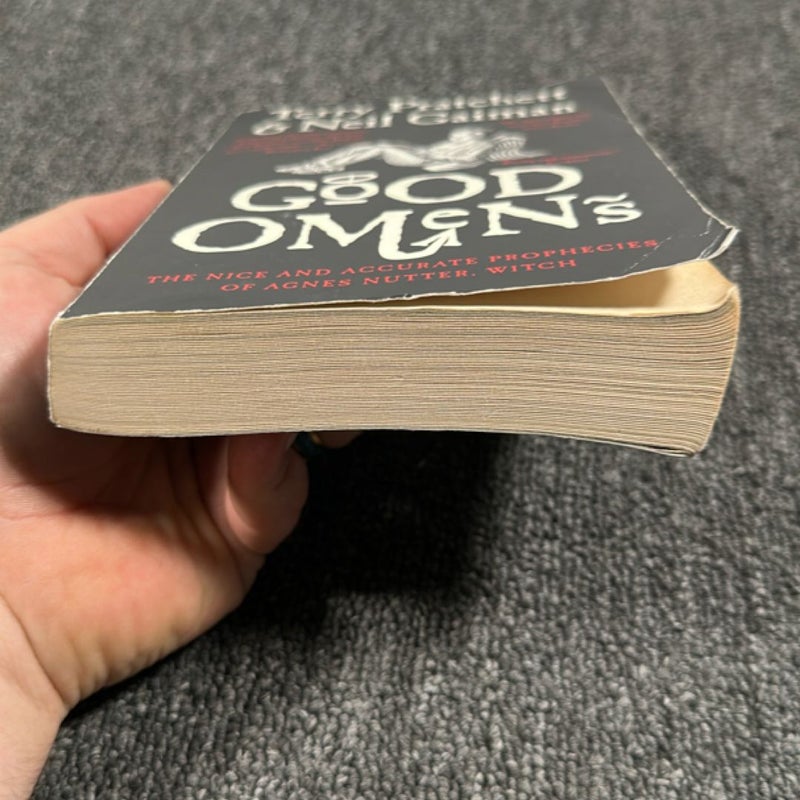 Terry Pratchett
& Neil Gaiman
GOOD
OMENS
THE NICE AND ACCURATE PROPHECIES
OF AGNES NUTTER, WITCH